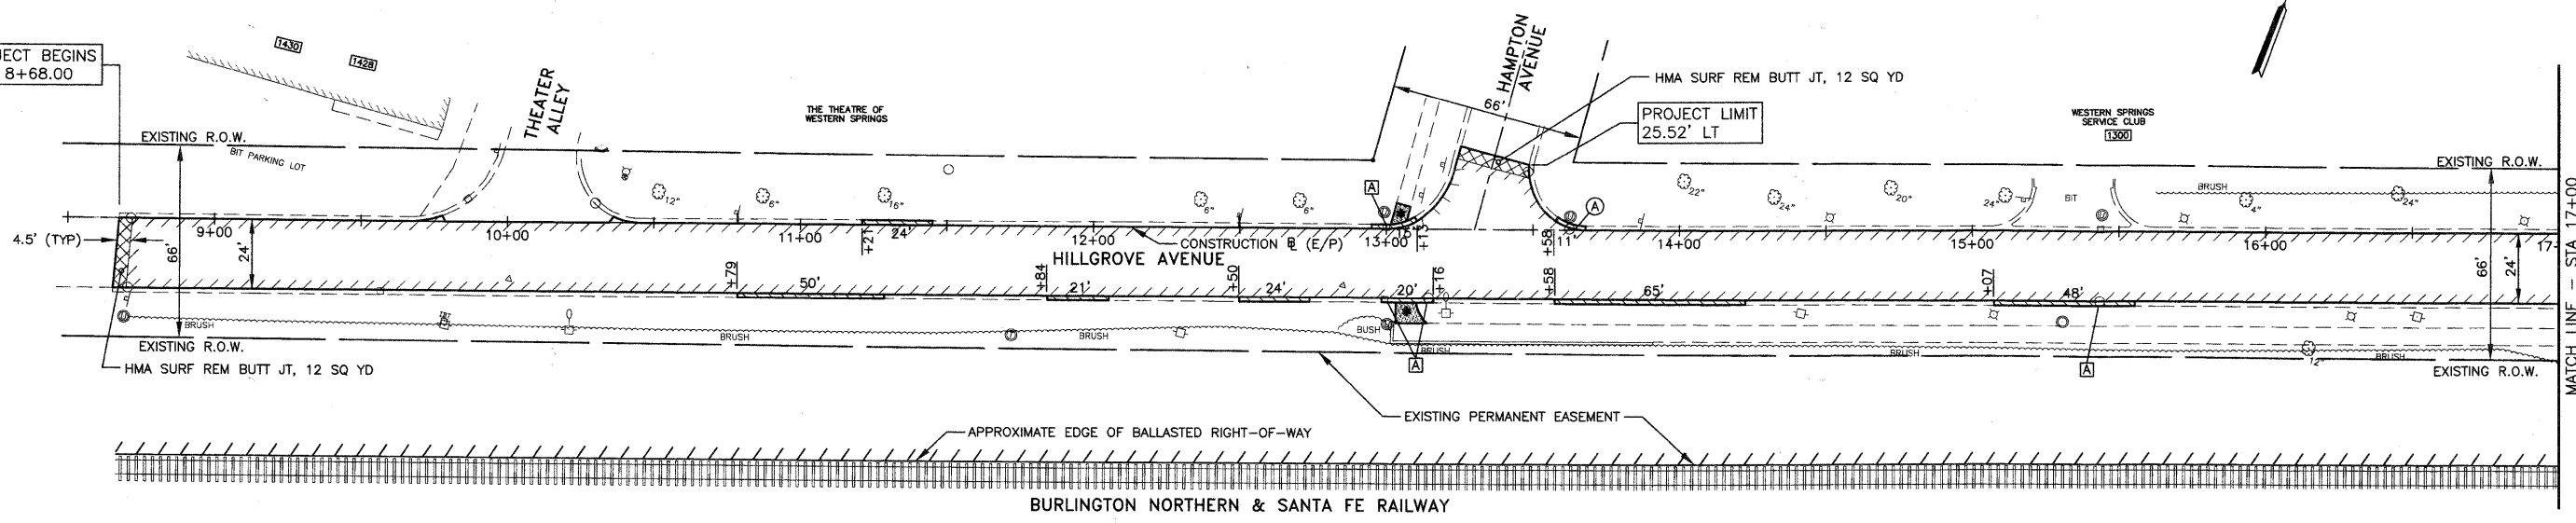 JECT BEGINS
8+68.00
1430
1428
THEATER
ALLEY
THE THEATRE OF
WESTERN SPRINGS
HAMPTON
AVENUE
66'
HMA SURF REM BUTT JT, 12 SQ YD
PROJECT LIMIT
25.52' LT
WESTERN SPRINGS
SERVICE CLUB
1300
EXISTING R.O.W.
BIT PARKING LOT
EXISTING R.O.W.
12"
6"
16"
6"
6"
A
A
22"
24"
20"
24"
BIT
BRUSH
4"
24"
4.5' (TYP)
66'
24'
9+00
10+00
11+00
+21
24'
12+00
CONSTRUCTION ℄ (E/P)
13+00
+13
+58
11'
14+00
15+00
16+00
17+
HILLGROVE AVENUE
+79
50'
+84
21'
+50
24'
20'
+16
+58
65'
+07
48'
66'
24'
MATCH LINE - STA 17+00
BRUSH
BRUSH
BRUSH
BUSH
BRUSH
BRUSH
12"
BRUSH
EXISTING R.O.W.
A
A
EXISTING R.O.W.
HMA SURF REM BUTT JT, 12 SQ YD
EXISTING PERMANENT EASEMENT
APPROXIMATE EDGE OF BALLASTED RIGHT-OF-WAY
BURLINGTON NORTHERN & SANTA FE RAILWAY